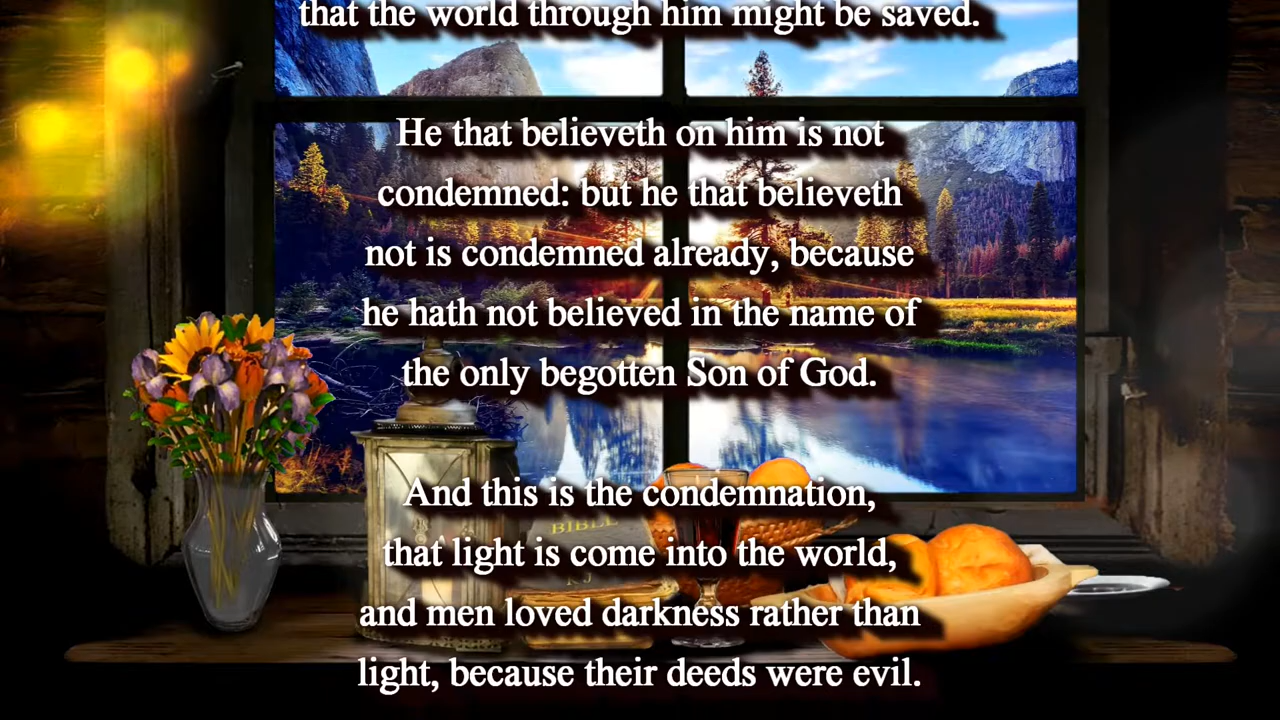 that the world through him might be saved.
He that believeth on him is not
condemned: but he that believeth
not is condemned already, because
he hath not believed in the name of
the only begotten Son of God.
And this is the condemnation,
BIBLE
that light is come into the world,
KJ
and men loved darkness rather than
light, because their deeds were evil.